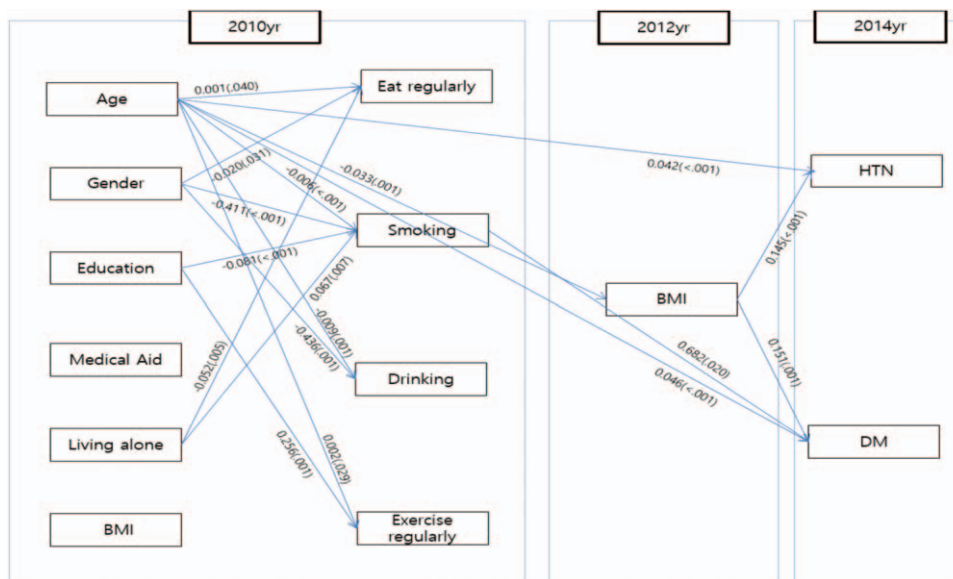 2010yr
2012yr
2014yr
Age
Gender
Education
Medical Aid
Living alone
BMI
Eat regularly
Smoking
Drinking
Exercise
regularly
BMI
HTN
DM
0.001(.040)
-0.020(.031)
-0.006(<.001)
-0.033(.001)
0.042(<.001)
-0.411(<.001)
-0.081(<.001)
0.067(.007)
-0.009(.001)
-0.436(.001)
-0.052(.005)
0.256(.001)
0.002(.029)
0.145(<.001)
0.151(.001)
0.682(.020)
0.046(<.001)